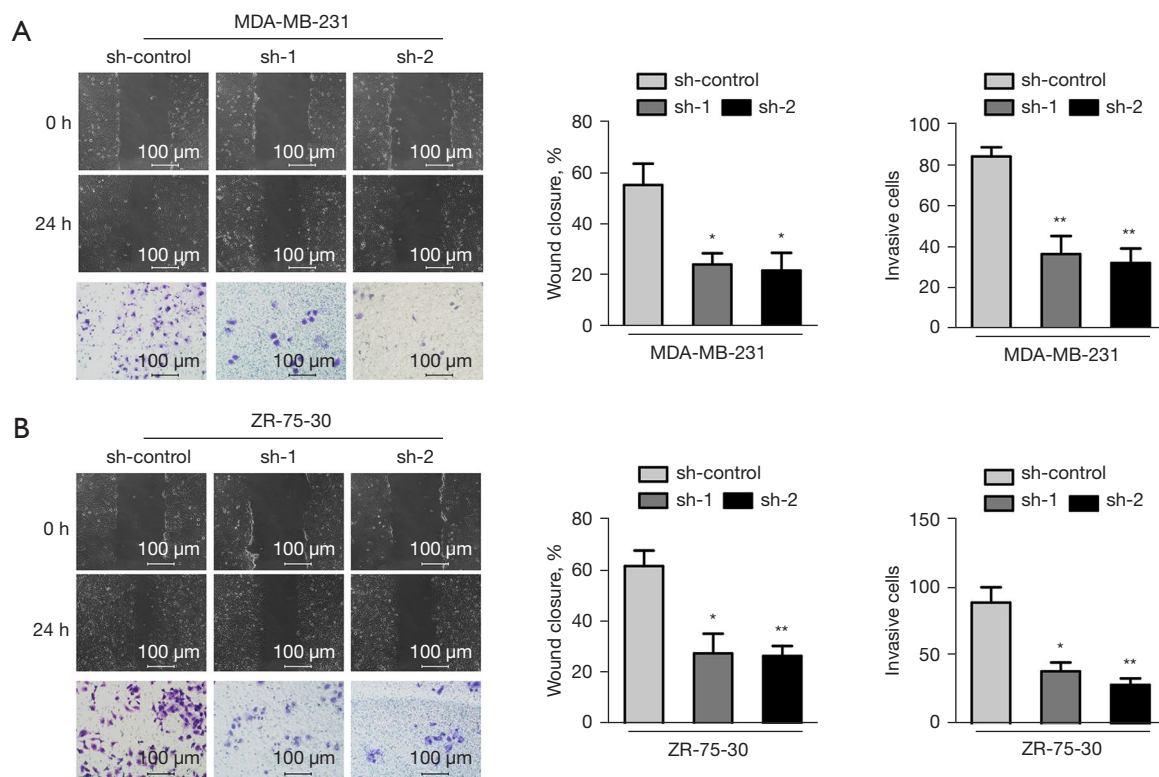 A
MDA-MB-231
sh-control sh-1 sh-2
0 h
100 µm 100 µm 100 µm
24 h
100 µm 100 µm 100 µm
100 µm 100 µm 100 µm
sh-control
sh-1 sh-2
Wound closure, %
80
60
40
20
0
* *
MDA-MB-231
sh-control
sh-1 sh-2
Invasive cells
100
80
60
40
20
0
** **
MDA-MB-231
B
ZR-75-30
sh-control sh-1 sh-2
0 h
100 µm 100 µm 100 µm
24 h
100 µm 100 µm 100 µm
100 µm 100 µm 100 µm
sh-control
sh-1 sh-2
Wound closure, %
80
60
40
20
0
* **
ZR-75-30
sh-control
sh-1 sh-2
Invasive cells
150
100
50
0
* **
ZR-75-30